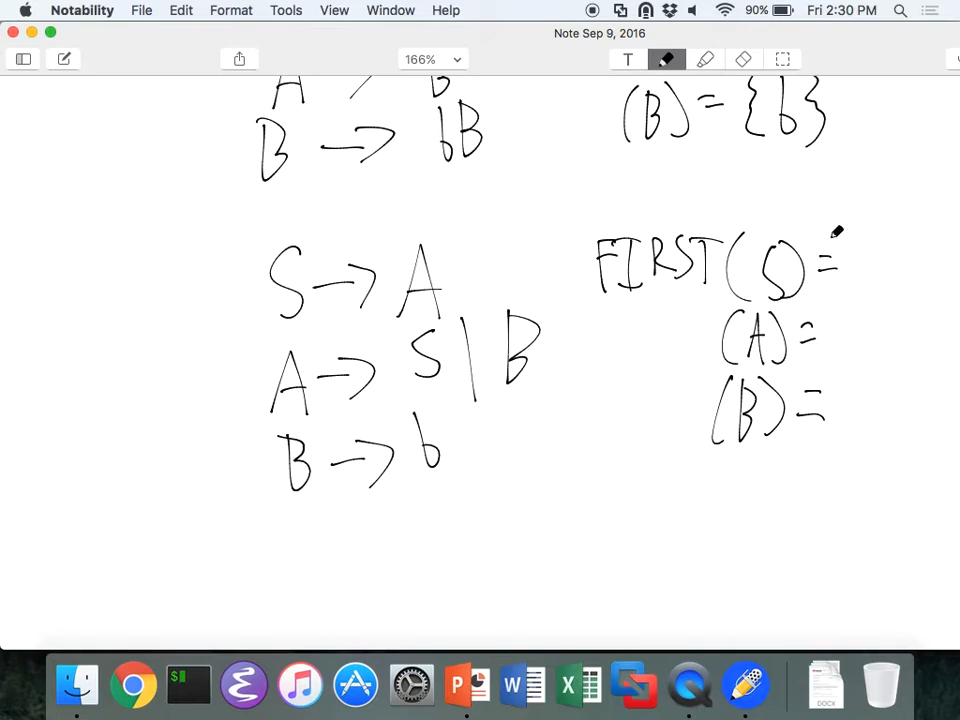 Notability File Edit Format Tools View Window Help 90% Fri 2:30 PM
Note Sep 9, 2016
166% T
A → B
B → bB (B) = {b}
S → A FIRST(S) =
A → S | B (A) =
B → b (B) =
$
DOCX